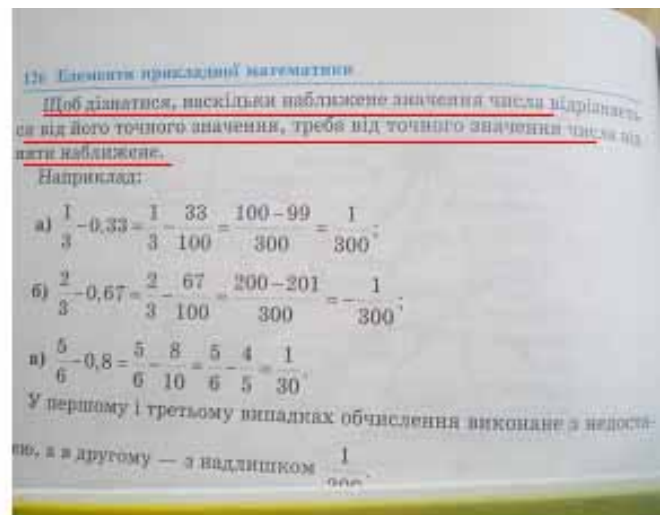 126 Елементи прикладної математики
Щоб дізнатися, наскільки наближене значення числа відрізняєть-
ся від його точного значення, треба від точного значення числа від
няти наближене.
Наприклад:
а) 1/3 − 0,33 = 1/3 − 33/100 = (100 − 99)/300 = 1/300;
б) 2/3 − 0,67 = 2/3 − 67/100 = (200 − 201)/300 = −1/300;
в) 5/6 − 0,8 = 5/6 − 8/10 = 5/6 − 4/5 = 1/30.
У першому і третьому випадках обчислення виконане з недоста-
ею, а в другому — з надлишком 1/300.